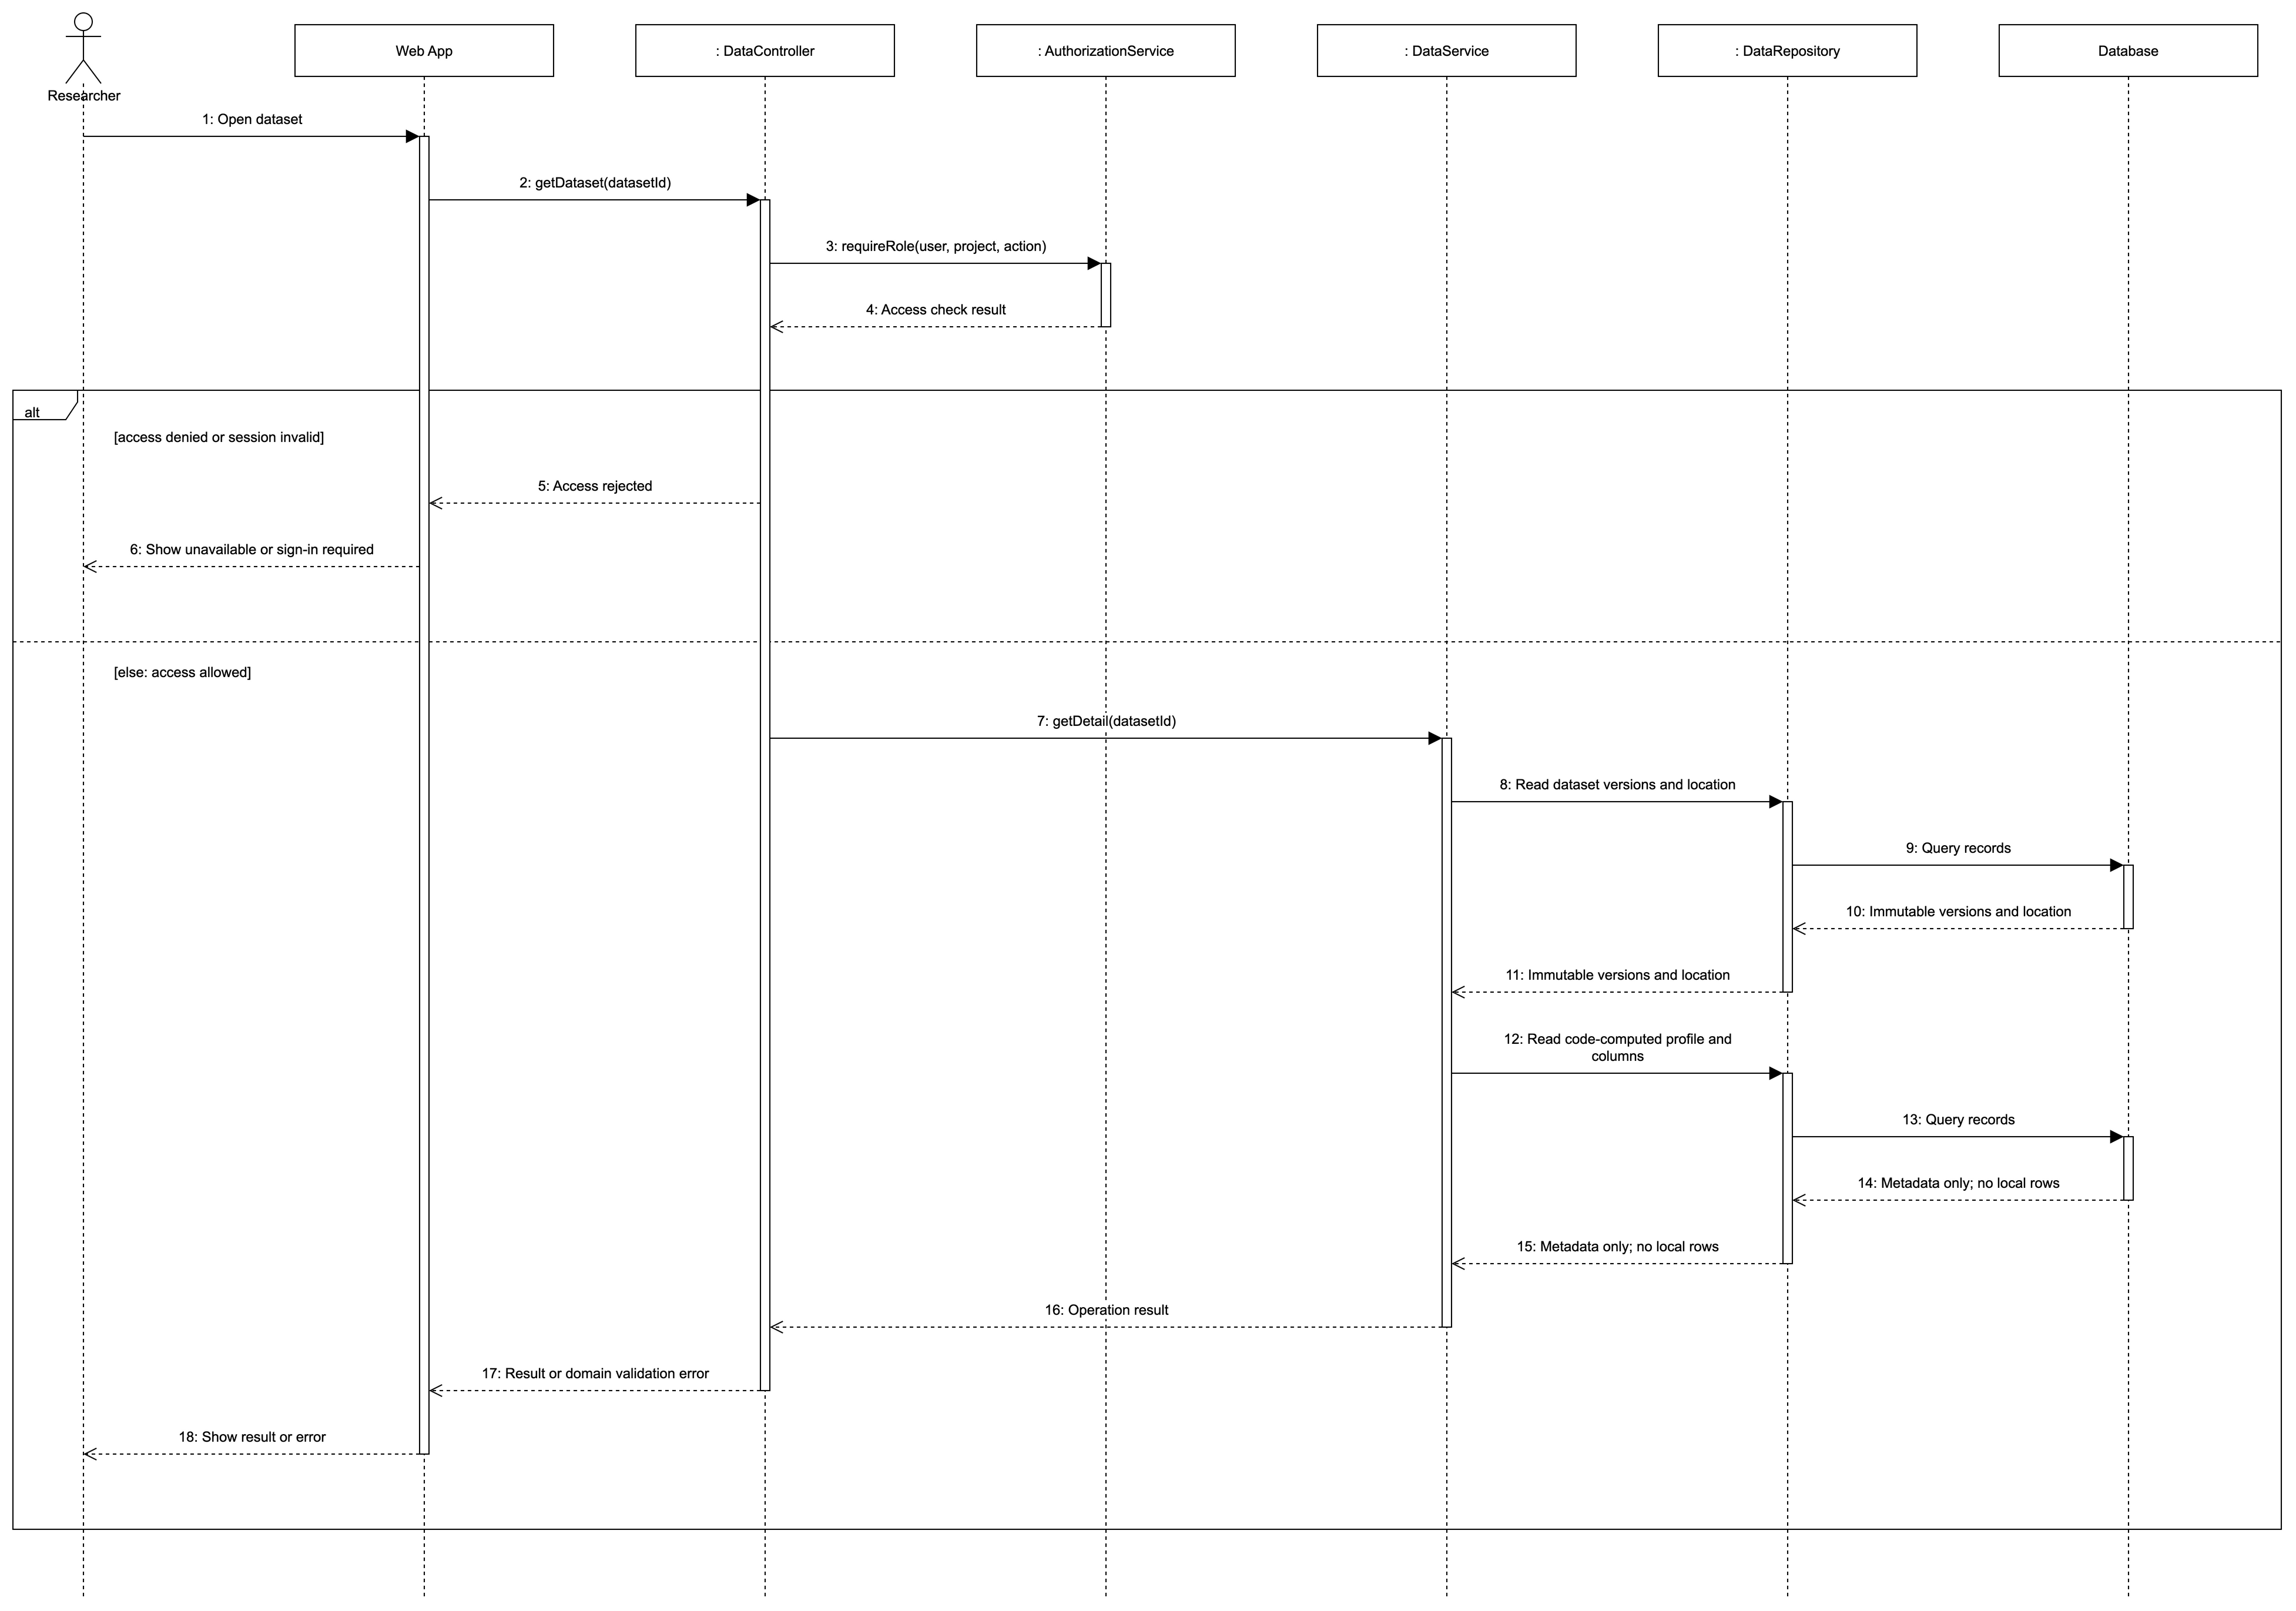 Researcher
Web App
: DataController
: AuthorizationService
: DataService
: DataRepository
Database
1: Open dataset
2: getDataset(datasetId)
3: requireRole(user, project, action)
4: Access check result
alt
[access denied or session invalid]
5: Access rejected
6: Show unavailable or sign-in required
[else: access allowed]
7: getDetail(datasetId)
8: Read dataset versions and location
9: Query records
10: Immutable versions and location
11: Immutable versions and location
12: Read code-computed profile and
columns
13: Query records
14: Metadata only; no local rows
15: Metadata only; no local rows
16: Operation result
17: Result or domain validation error
18: Show result or error